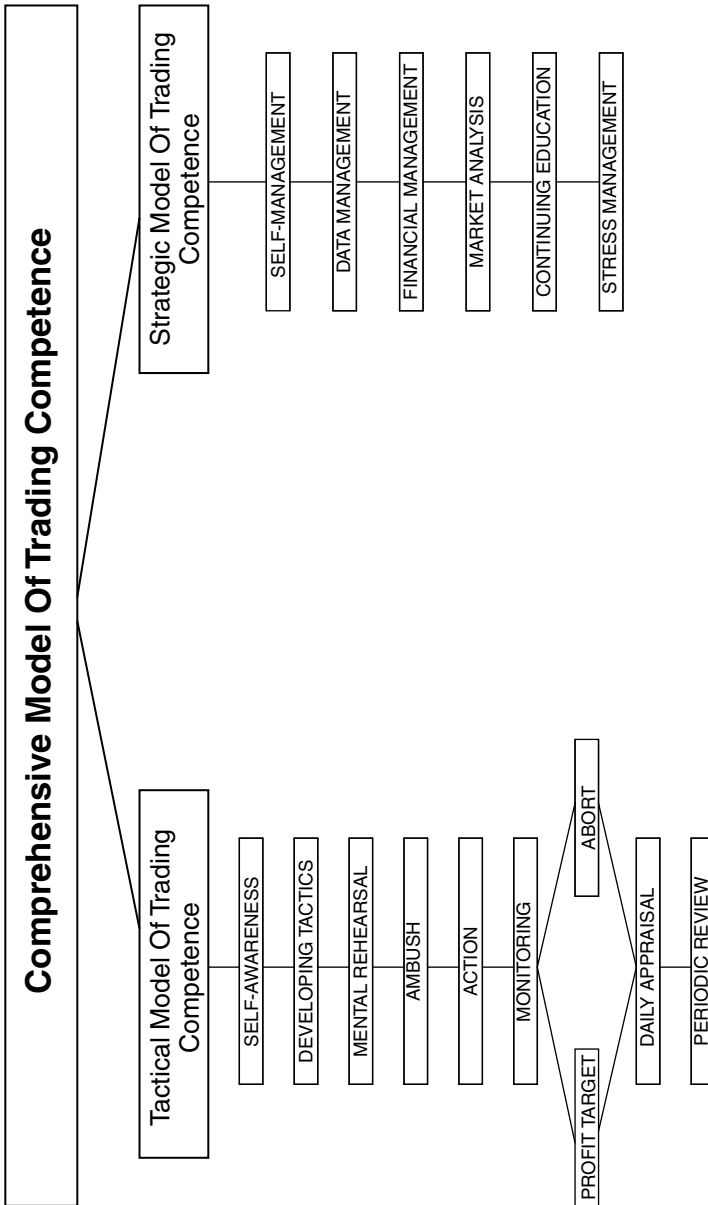 Comprehensive Model Of Trading Competence
Tactical Model Of Trading
Competence
SELF-AWARENESS
DEVELOPING TACTICS
MENTAL REHEARSAL
AMBUSH
ACTION
MONITORING
PROFIT TARGET
ABORT
DAILY APPRAISAL
PERIODIC REVIEW
Strategic Model Of Trading
Competence
SELF-MANAGEMENT
DATA MANAGEMENT
FINANCIAL MANAGEMENT
MARKET ANALYSIS
CONTINUING EDUCATION
STRESS MANAGEMENT